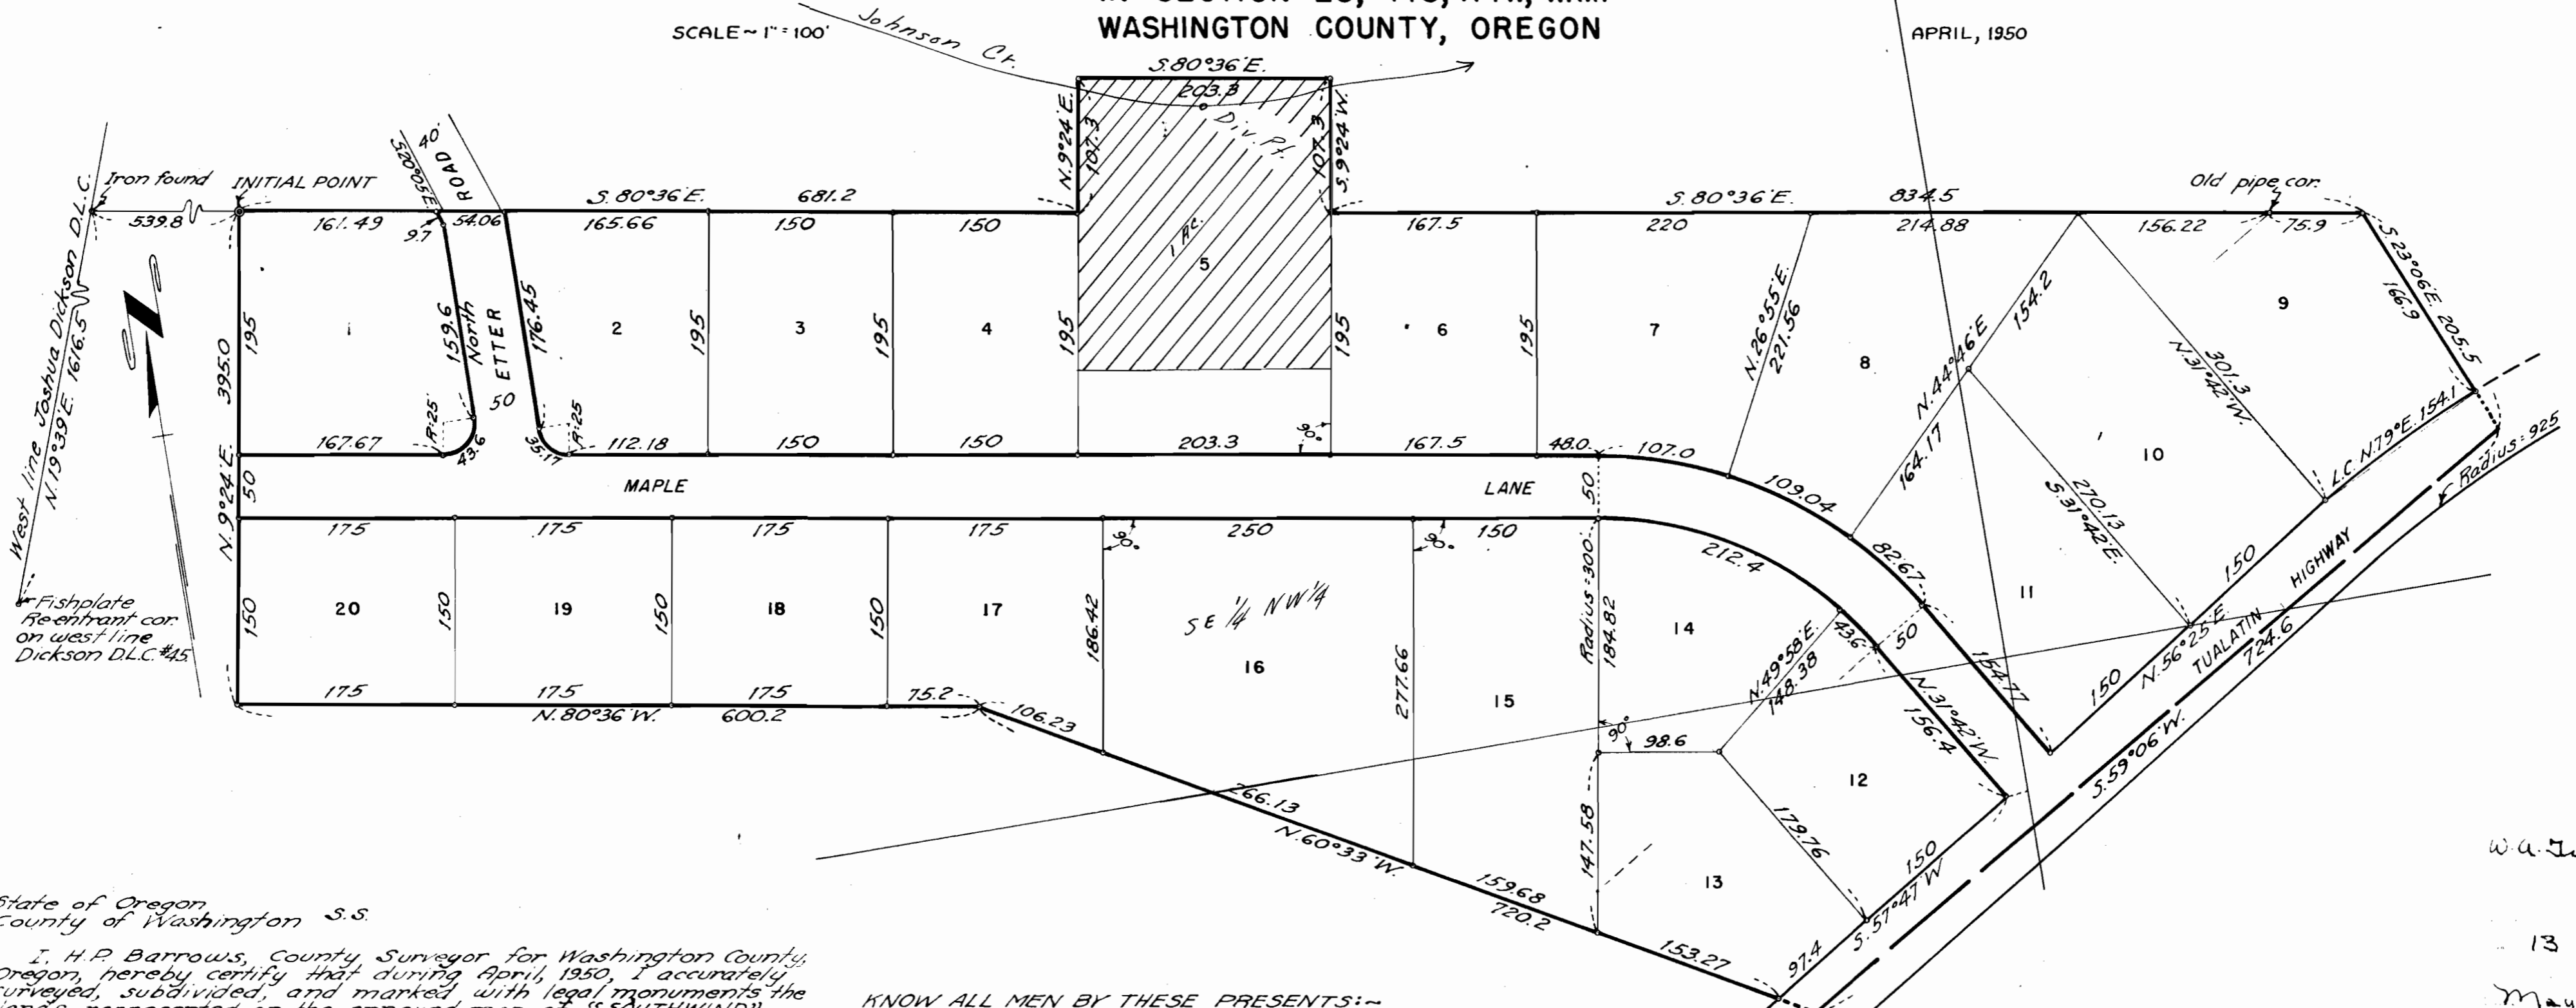 WASHINGTON COUNTY, OREGON
SCALE ~ 1" = 100'
APRIL, 1950
Johnson Cr.
S. 80°36'E.
203.3
Div. Pt.
N. 9°24'E.
107.3
107.3
S. 9°24'W.
1 Ac.
5
Iron found
INITIAL POINT
539.8
S20°05'E.
40'
ROAD
S. 80°36'E.
681.2
161.49
9.7
54.06
165.66
150
150
S. 80°36'E.
834.5
Old pipe cor.
167.5
220
214.88
156.22
75.9
S. 23°06'E. 205.5
166.9
West line Joshua Dickson D.L.C.
N. 19°39'E. 1616.5
N
395.0
195
1
159.6
North
ETTER
50
176.45
2
195
3
195
4
195
195
6
195
7
N. 26°55'E.
221.56
8
154.2
N. 44°46'E
164.17
301.3
N. 31°42'W.
9
10
270.13
S. 31°42'E.
L.C. N.79°E. 154.1
Radius = 925
167.67
R=25'
43.6
35.17
R=25
112.18
150
150
203.3
90°
167.5
48.0
107.0
109.04
82.67
N. 9°24'E.
50
MAPLE
LANE
50
175
175
175
175
90°
250
90°
150
212.4
Fishplate
Re-entrant cor.
on west line
Dickson D.L.C. #45
150
20
150
19
150
18
150
17
186.42
SE 1/4 NW 1/4
16
277.66
15
Radius = 300'
184.82
14
N. 49°58'E.
148.38
43.6
50
11
150
N. 56°25'E.
TUALATIN HIGHWAY
724.6
150
154.77
S. 59°06'W.
175
175
175
75.2
N. 80°36'W.
600.2
106.23
90°
98.6
N. 31°42'W.
156.4
12
266.13
N. 60°33'W.
147.58
179.76
13
150
S. 57°47'W
159.68
720.2
153.27
97.4
W. A.
13
State of Oregon
County of Washington S.S.
I, H.P. Barrows, County Surveyor for Washington County,
Oregon, hereby certify that during April, 1950, I accurately
surveyed, subdivided, and marked with legal monuments the
KNOW ALL MEN BY THESE PRESENTS:~